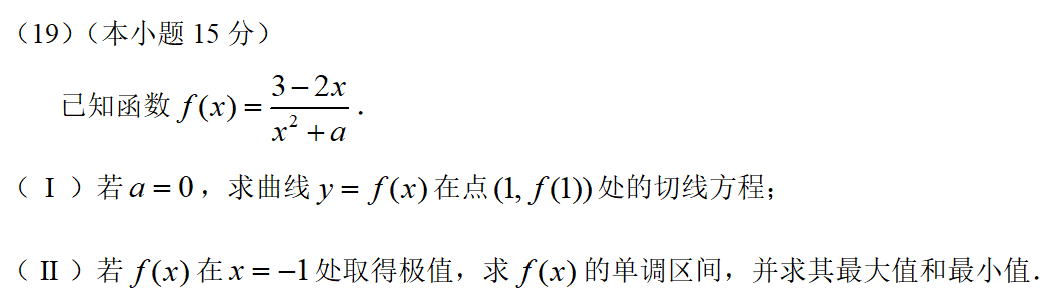 (19)(本小题 15 分)
已知函数 f(x) = (3 − 2x)/(x² + a).
(Ⅰ)若 a = 0,求曲线 y = f(x) 在点 (1, f(1)) 处的切线方程;
(Ⅱ)若 f(x) 在 x = −1 处取得极值,求 f(x) 的单调区间,并求其最大值和最小值.